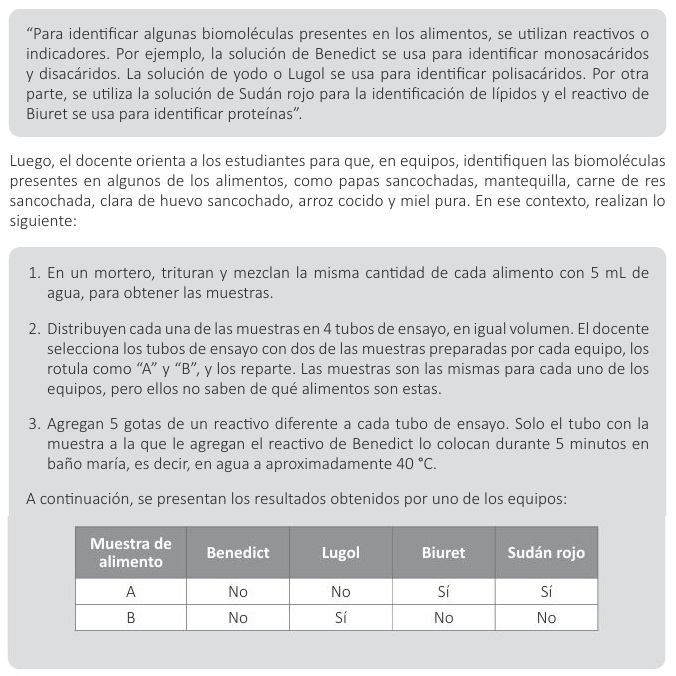 “Para identificar algunas biomoléculas presentes en los alimentos, se utilizan reactivos o
indicadores. Por ejemplo, la solución de Benedict se usa para identificar monosacáridos
y disacáridos. La solución de yodo o Lugol se usa para identificar polisacáridos. Por otra
parte, se utiliza la solución de Sudán rojo para la identificación de lípidos y el reactivo de
Biuret se usa para identificar proteínas”.
Luego, el docente orienta a los estudiantes para que, en equipos, identifiquen las biomoléculas
presentes en algunos de los alimentos, como papas sancochadas, mantequilla, carne de res
sancochada, clara de huevo sancochado, arroz cocido y miel pura. En ese contexto, realizan lo
siguiente:
1. En un mortero, trituran y mezclan la misma cantidad de cada alimento con 5 mL de
agua, para obtener las muestras.
2. Distribuyen cada una de las muestras en 4 tubos de ensayo, en igual volumen. El docente
selecciona los tubos de ensayo con dos de las muestras preparadas por cada equipo, los
rotula como “A” y “B”, y los reparte. Las muestras son las mismas para cada uno de los
equipos, pero ellos no saben de qué alimentos son estas.
3. Agregan 5 gotas de un reactivo diferente a cada tubo de ensayo. Solo el tubo con la
muestra a la que le agregan el reactivo de Benedict lo colocan durante 5 minutos en
baño maría, es decir, en agua a aproximadamente 40 °C.
A continuación, se presentan los resultados obtenidos por uno de los equipos:
Muestra de alimento Benedict Lugol Biuret Sudán rojo
A No No Sí Sí
B No Sí No No